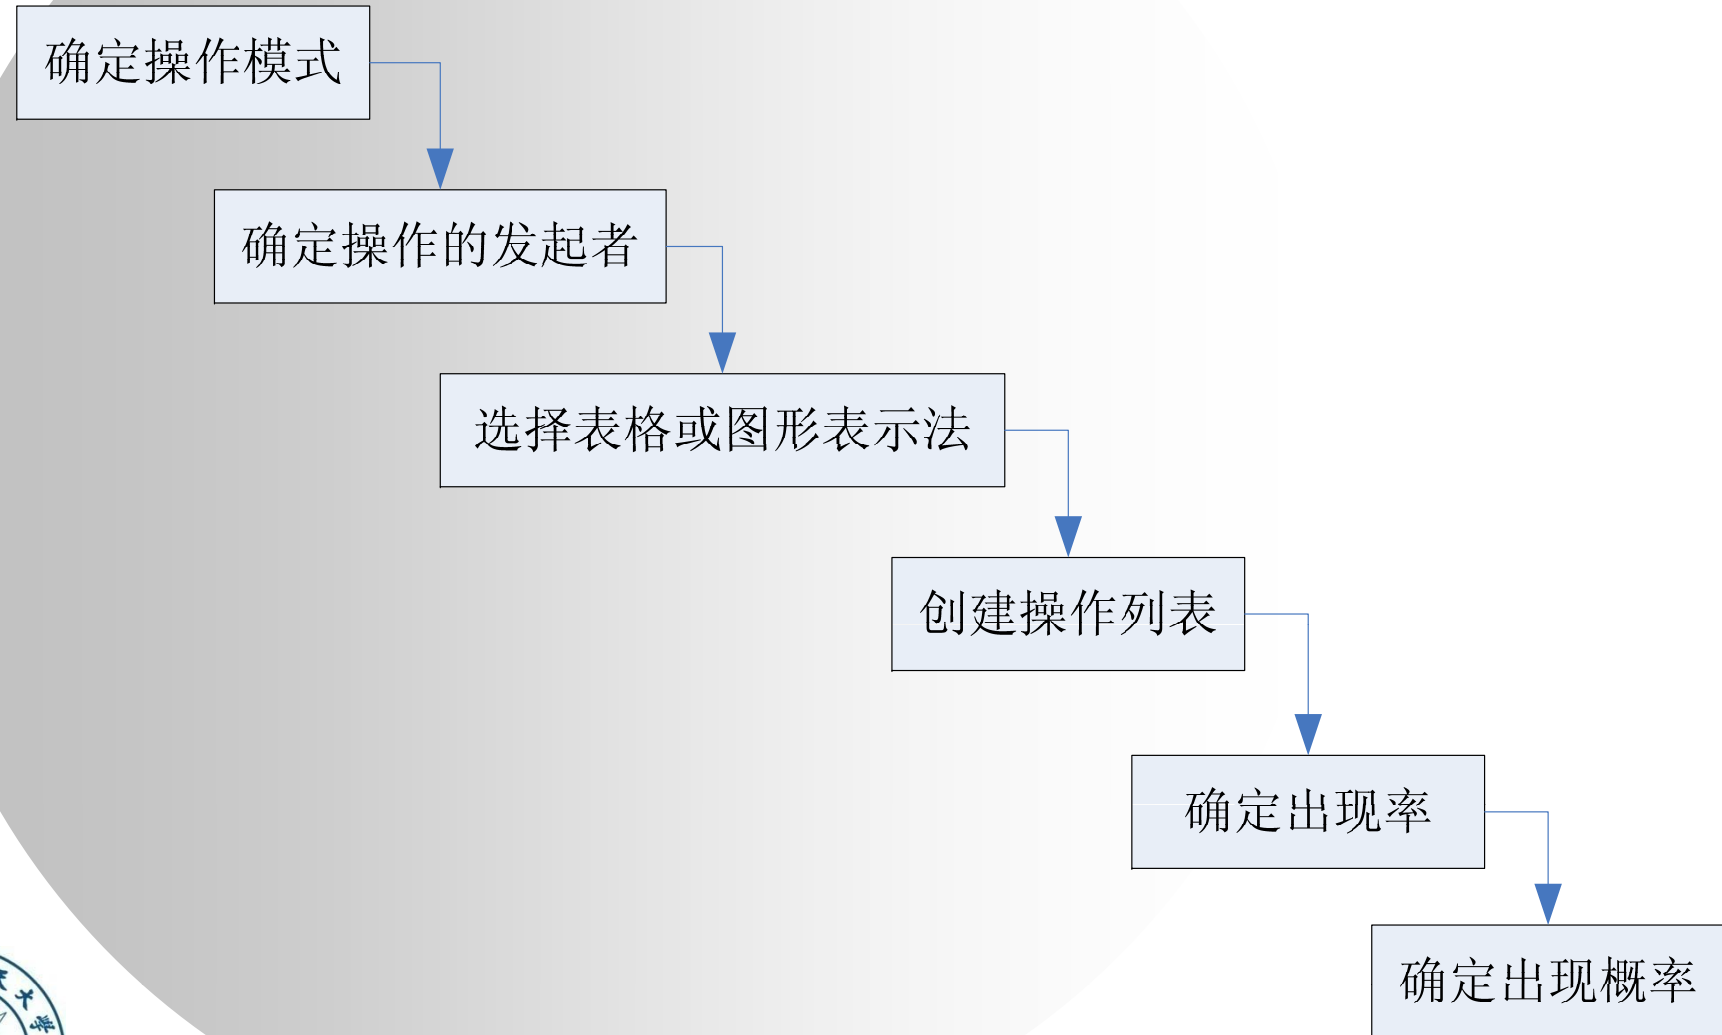 确定操作模式
确定操作的发起者
选择表格或图形表示法
创建操作列表
确定出现率
确定出现概率
大学